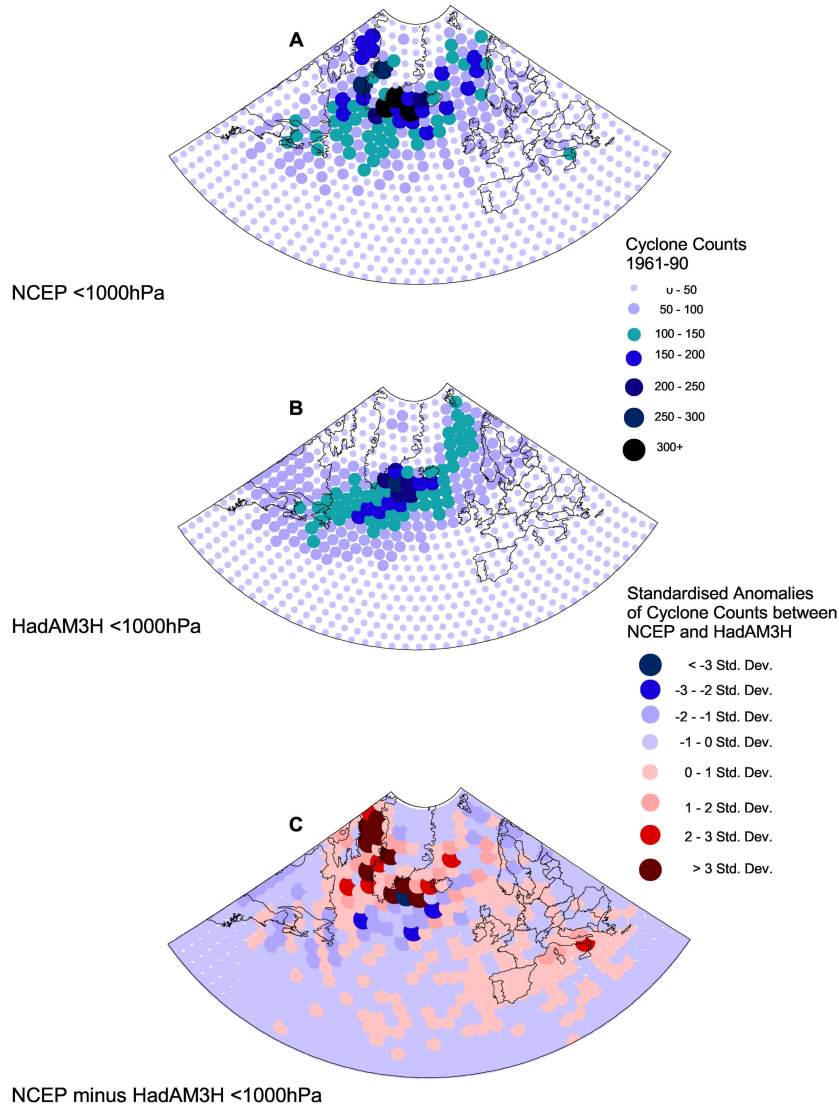 A
NCEP <1000hPa
Cyclone Counts
1961-90
0 - 50
50 - 100
100 - 150
150 - 200
200 - 250
250 - 300
300+
B
HadAM3H <1000hPa
Standardised Anomalies
of Cyclone Counts between
NCEP and HadAM3H
< -3 Std. Dev.
-3 - -2 Std. Dev.
-2 - -1 Std. Dev.
-1 - 0 Std. Dev.
0 - 1 Std. Dev.
1 - 2 Std. Dev.
2 - 3 Std. Dev.
> 3 Std. Dev.
C
NCEP minus HadAM3H <1000hPa